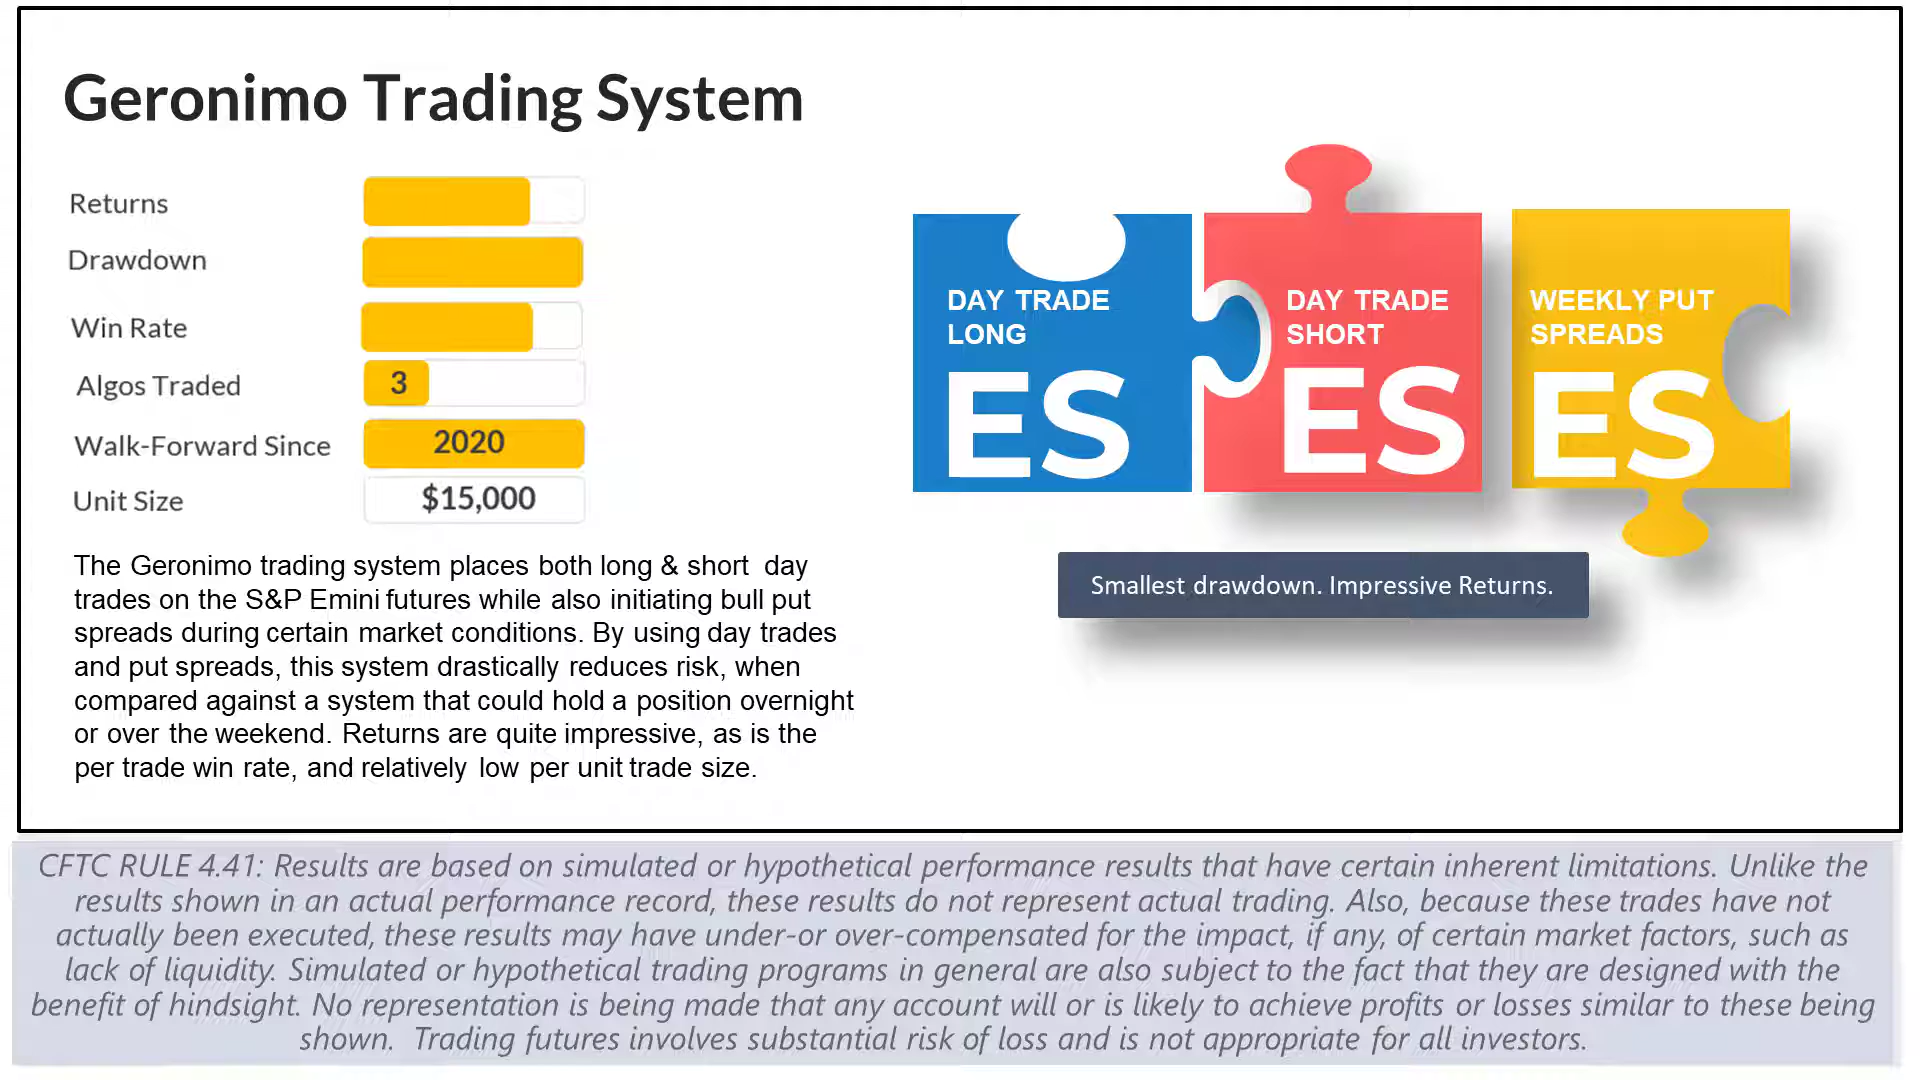 Geronimo Trading System
Returns
Drawdown
Win Rate
Algos Traded 3
Walk-Forward Since 2020
Unit Size $15,000
The Geronimo trading system places both long & short day
trades on the S&P Emini futures while also initiating bull put
spreads during certain market conditions. By using day trades
and put spreads, this system drastically reduces risk, when
compared against a system that could hold a position overnight
or over the weekend. Returns are quite impressive, as is the
per trade win rate, and relatively low per unit trade size.
DAY TRADE
LONG
ES
DAY TRADE
SHORT
ES
WEEKLY PUT
SPREADS
ES
Smallest drawdown. Impressive Returns.
CFTC RULE 4.41: Results are based on simulated or hypothetical performance results that have certain inherent limitations. Unlike the
results shown in an actual performance record, these results do not represent actual trading. Also, because these trades have not
actually been executed, these results may have under-or over-compensated for the impact, if any, of certain market factors, such as
lack of liquidity. Simulated or hypothetical trading programs in general are also subject to the fact that they are designed with the
benefit of hindsight. No representation is being made that any account will or is likely to achieve profits or losses similar to these being
shown. Trading futures involves substantial risk of loss and is not appropriate for all investors.